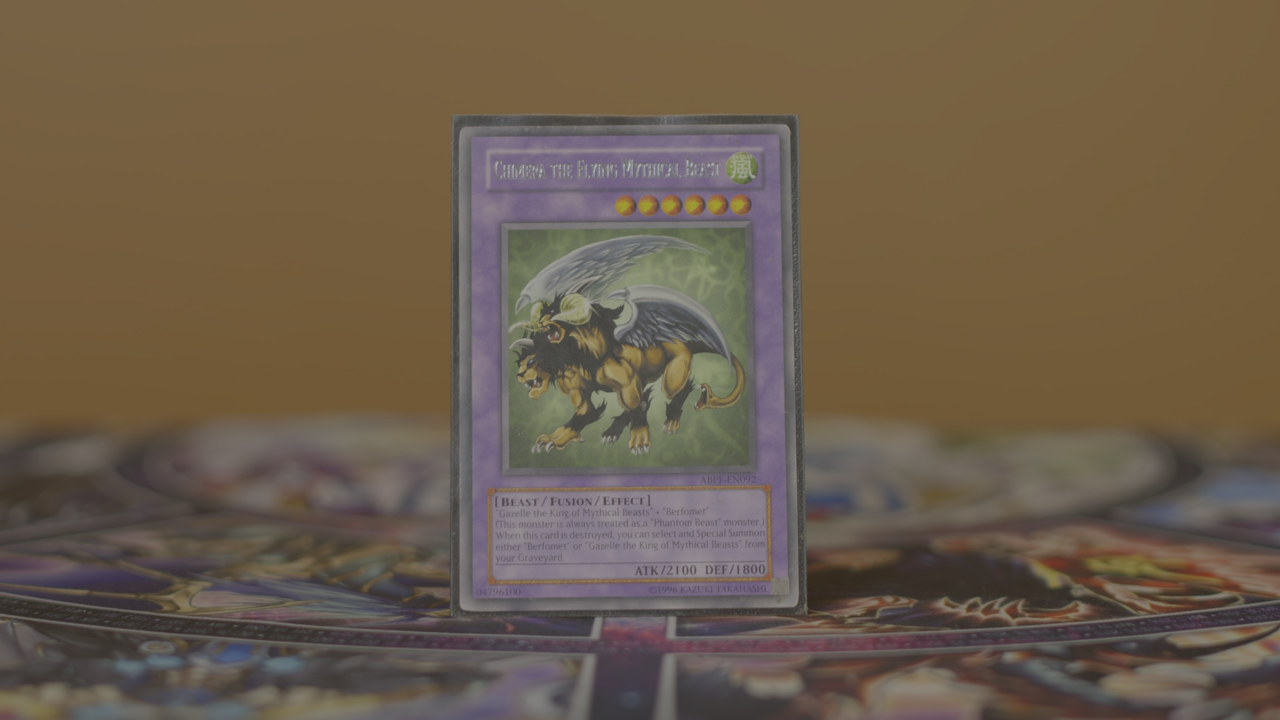 Chimera the Flying Mythical Beast
風
ABPF-EN092
[Beast / Fusion / Effect]
"Gazelle the King of Mythical Beasts" + "Berfomet"
(This monster is always treated as a "Phantom Beast" monster.)
When this card is destroyed, you can select and Special Summon
either "Berfomet" or "Gazelle the King of Mythical Beasts" from
your Graveyard.
ATK/2100 DEF/1800
04796100
©1996 KAZUKI TAKAHASHI